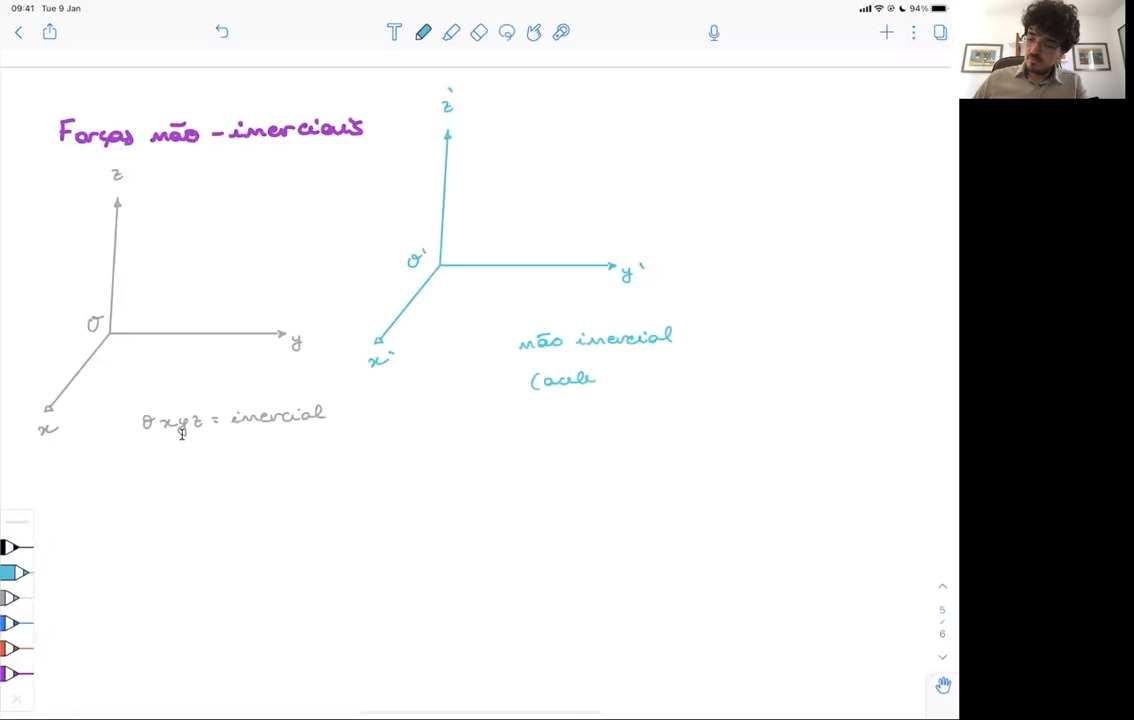 09:41 Tue 9 Jan
94%
T
Forças não-inerciais
z
O
y
x
Oxyz = inercial
z'
O'
y'
x'
não inercial
(acele
5
/
6